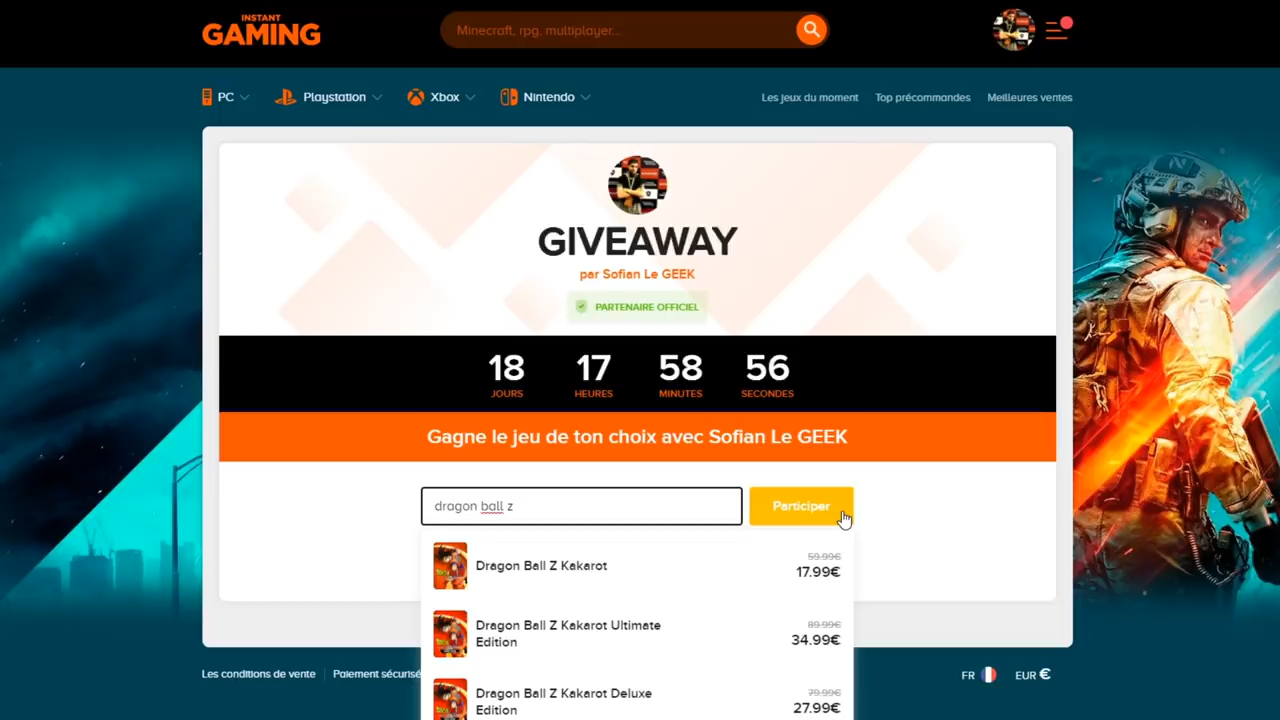 INSTANT
GAMING
Minecraft, rpg, multiplayer...
PC
Playstation
Xbox
Nintendo
Les jeux du moment
Top précommandes
Meilleures ventes
GIVEAWAY
par Sofian Le GEEK
PARTENAIRE OFFICIEL
18 17 58 56
JOURS HEURES MINUTES SECONDES
Gagne le jeu de ton choix avec Sofian Le GEEK
dragon ball z
Participer
Dragon Ball Z Kakarot
59.99€
17.99€
Dragon Ball Z Kakarot Ultimate
Edition
89.99€
34.99€
Dragon Ball Z Kakarot Deluxe
Edition
79.99€
27.99€
Les conditions de vente
Paiement sécurisé
FR
EUR €